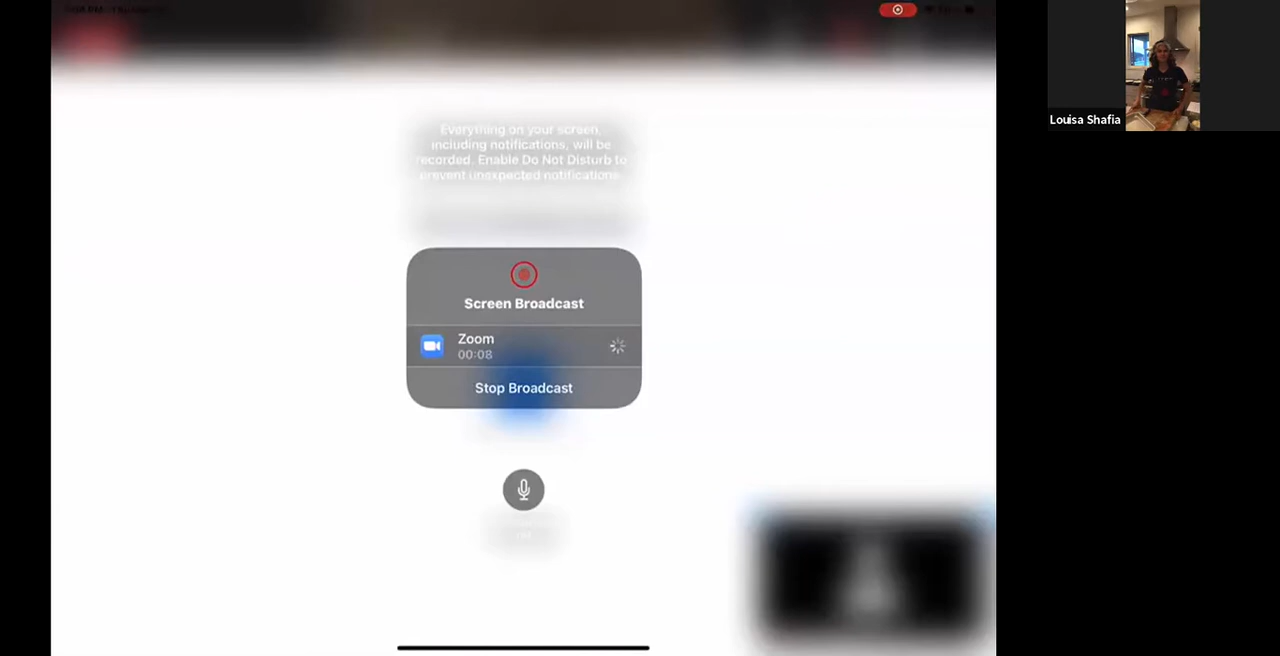 Louisa Shafia
Everything on your screen,
including notifications, will be
recorded. Enable Do Not Disturb to
prevent unexpected notifications.
Screen Broadcast
Zoom
00:08
Stop Broadcast